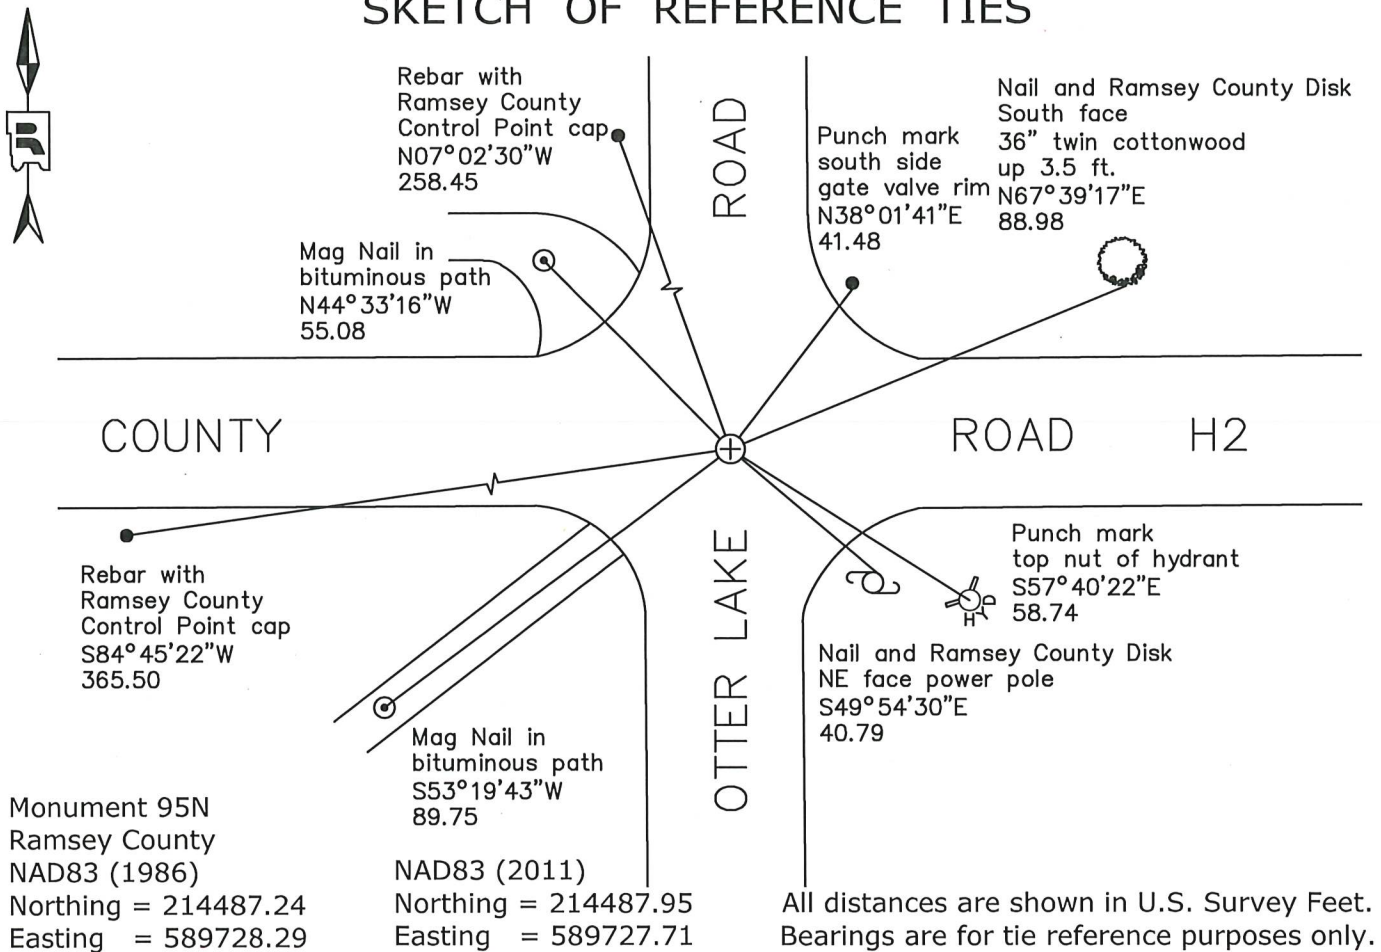 SKETCH OF REFERENCE TIES
R
Rebar with
Ramsey County
Control Point cap
N07°02'30"W
258.45
ROAD
Punch mark
south side
gate valve rim
N38°01'41"E
41.48
Nail and Ramsey County Disk
South face
36" twin cottonwood
up 3.5 ft.
N67°39'17"E
88.98
Mag Nail in
bituminous path
N44°33'16"W
55.08
COUNTY
ROAD H2
Rebar with
Ramsey County
Control Point cap
S84°45'22"W
365.50
OTTER LAKE
Punch mark
top nut of hydrant
S57°40'22"E
58.74
HYD
Nail and Ramsey County Disk
NE face power pole
S49°54'30"E
40.79
Mag Nail in
bituminous path
S53°19'43"W
89.75
Monument 95N
Ramsey County
NAD83 (1986)
Northing = 214487.24
Easting = 589728.29
NAD83 (2011)
Northing = 214487.95
Easting = 589727.71
All distances are shown in U.S. Survey Feet.
Bearings are for tie reference purposes only.